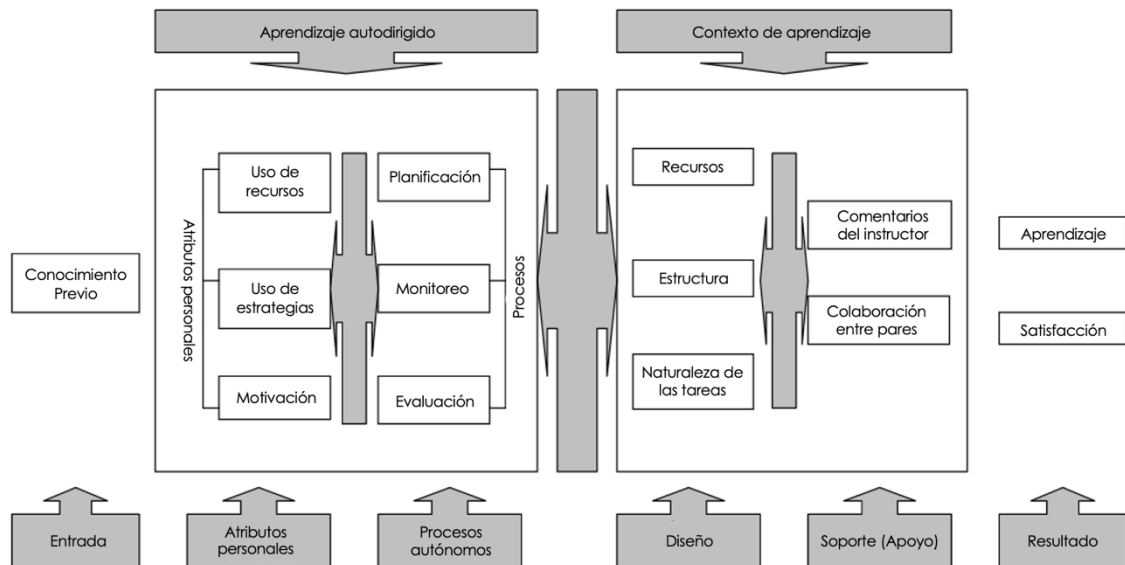 Aprendizaje autodirigido
Contexto de aprendizaje
Conocimiento
Previo
Atributos personales
Uso de
recursos
Uso de
estrategias
Motivación
Planificación
Monitoreo
Evaluación
Procesos
Recursos
Estructura
Naturaleza de
las tareas
Comentarios
del instructor
Colaboración
entre pares
Aprendizaje
Satisfacción
Entrada
Atributos
personales
Procesos
autónomos
Diseño
Soporte (Apoyo)
Resultado